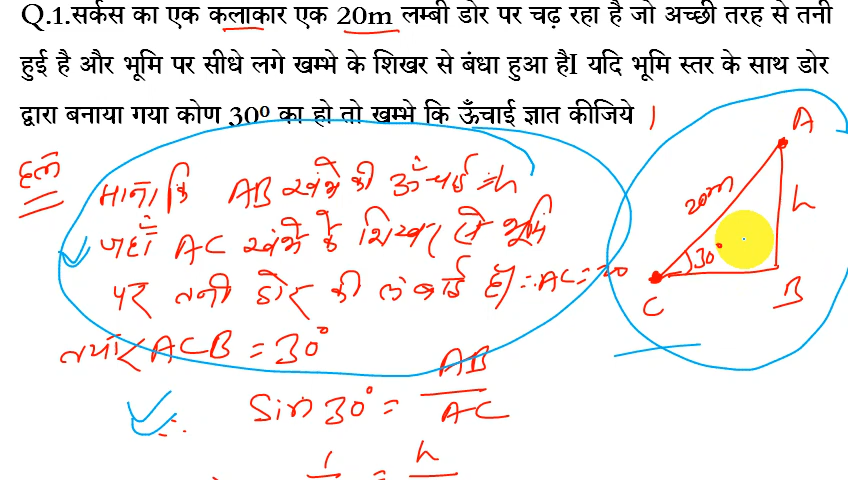 Q.1.सर्कस का एक कलाकार एक 20m लम्बी डोर पर चढ़ रहा है जो अच्छी तरह से तनी
हुई है और भूमि पर सीधे लगे खम्भे के शिखर से बंधा हुआ हैI यदि भूमि स्तर के साथ डोर
द्वारा बनाया गया कोण 30⁰ का हो तो खम्भे कि ऊँचाई ज्ञात कीजिये ।
हल
माना कि AB खंभे की ऊँचाई = h
जहाँ AC खंभे के शिखर से भूमि
पर तनी डोर की लंबाई है ∴ AC = 20
तथा ∠ACB = 30°
∴ Sin 30° = AB/AC
1 = h
A
20m
h
30°
C
B